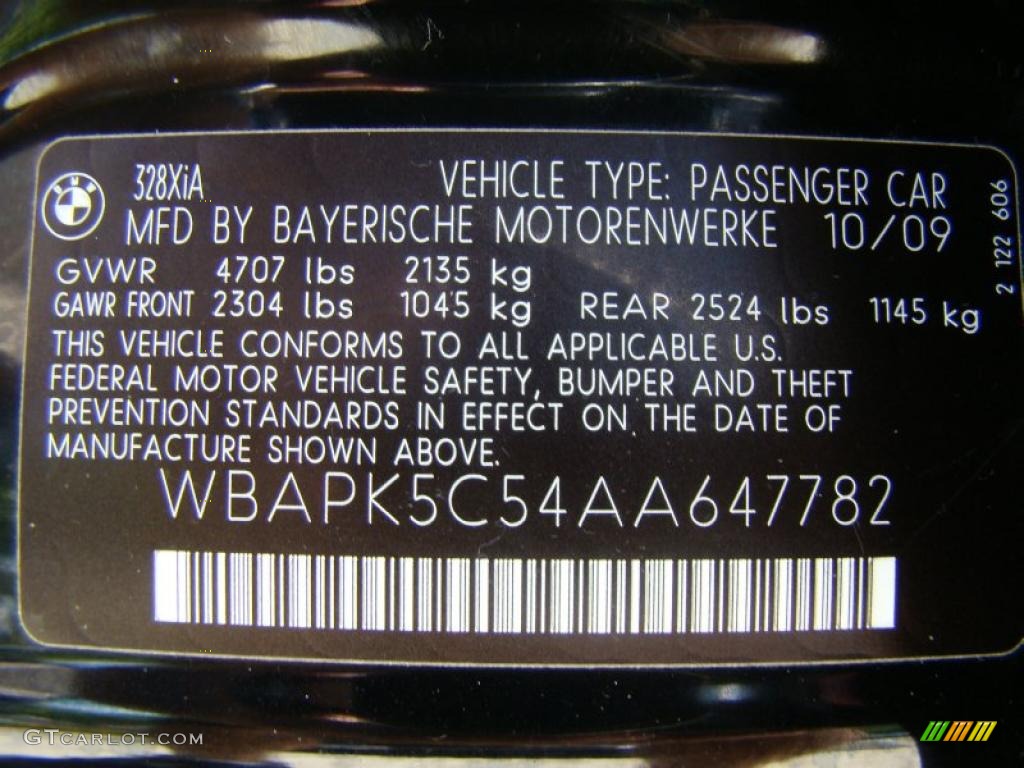 328XiA VEHICLE TYPE: PASSENGER CAR
MFD BY BAYERISCHE MOTORENWERKE 10/09
GVWR 4707 lbs 2135 kg
GAWR FRONT 2304 lbs 1045 kg REAR 2524 lbs 1145 kg
THIS VEHICLE CONFORMS TO ALL APPLICABLE U.S.
FEDERAL MOTOR VEHICLE SAFETY, BUMPER AND THEFT
PREVENTION STANDARDS IN EFFECT ON THE DATE OF
MANUFACTURE SHOWN ABOVE.
WBAPK5C54AA647782
2 122 606
GTCARLOT.COM